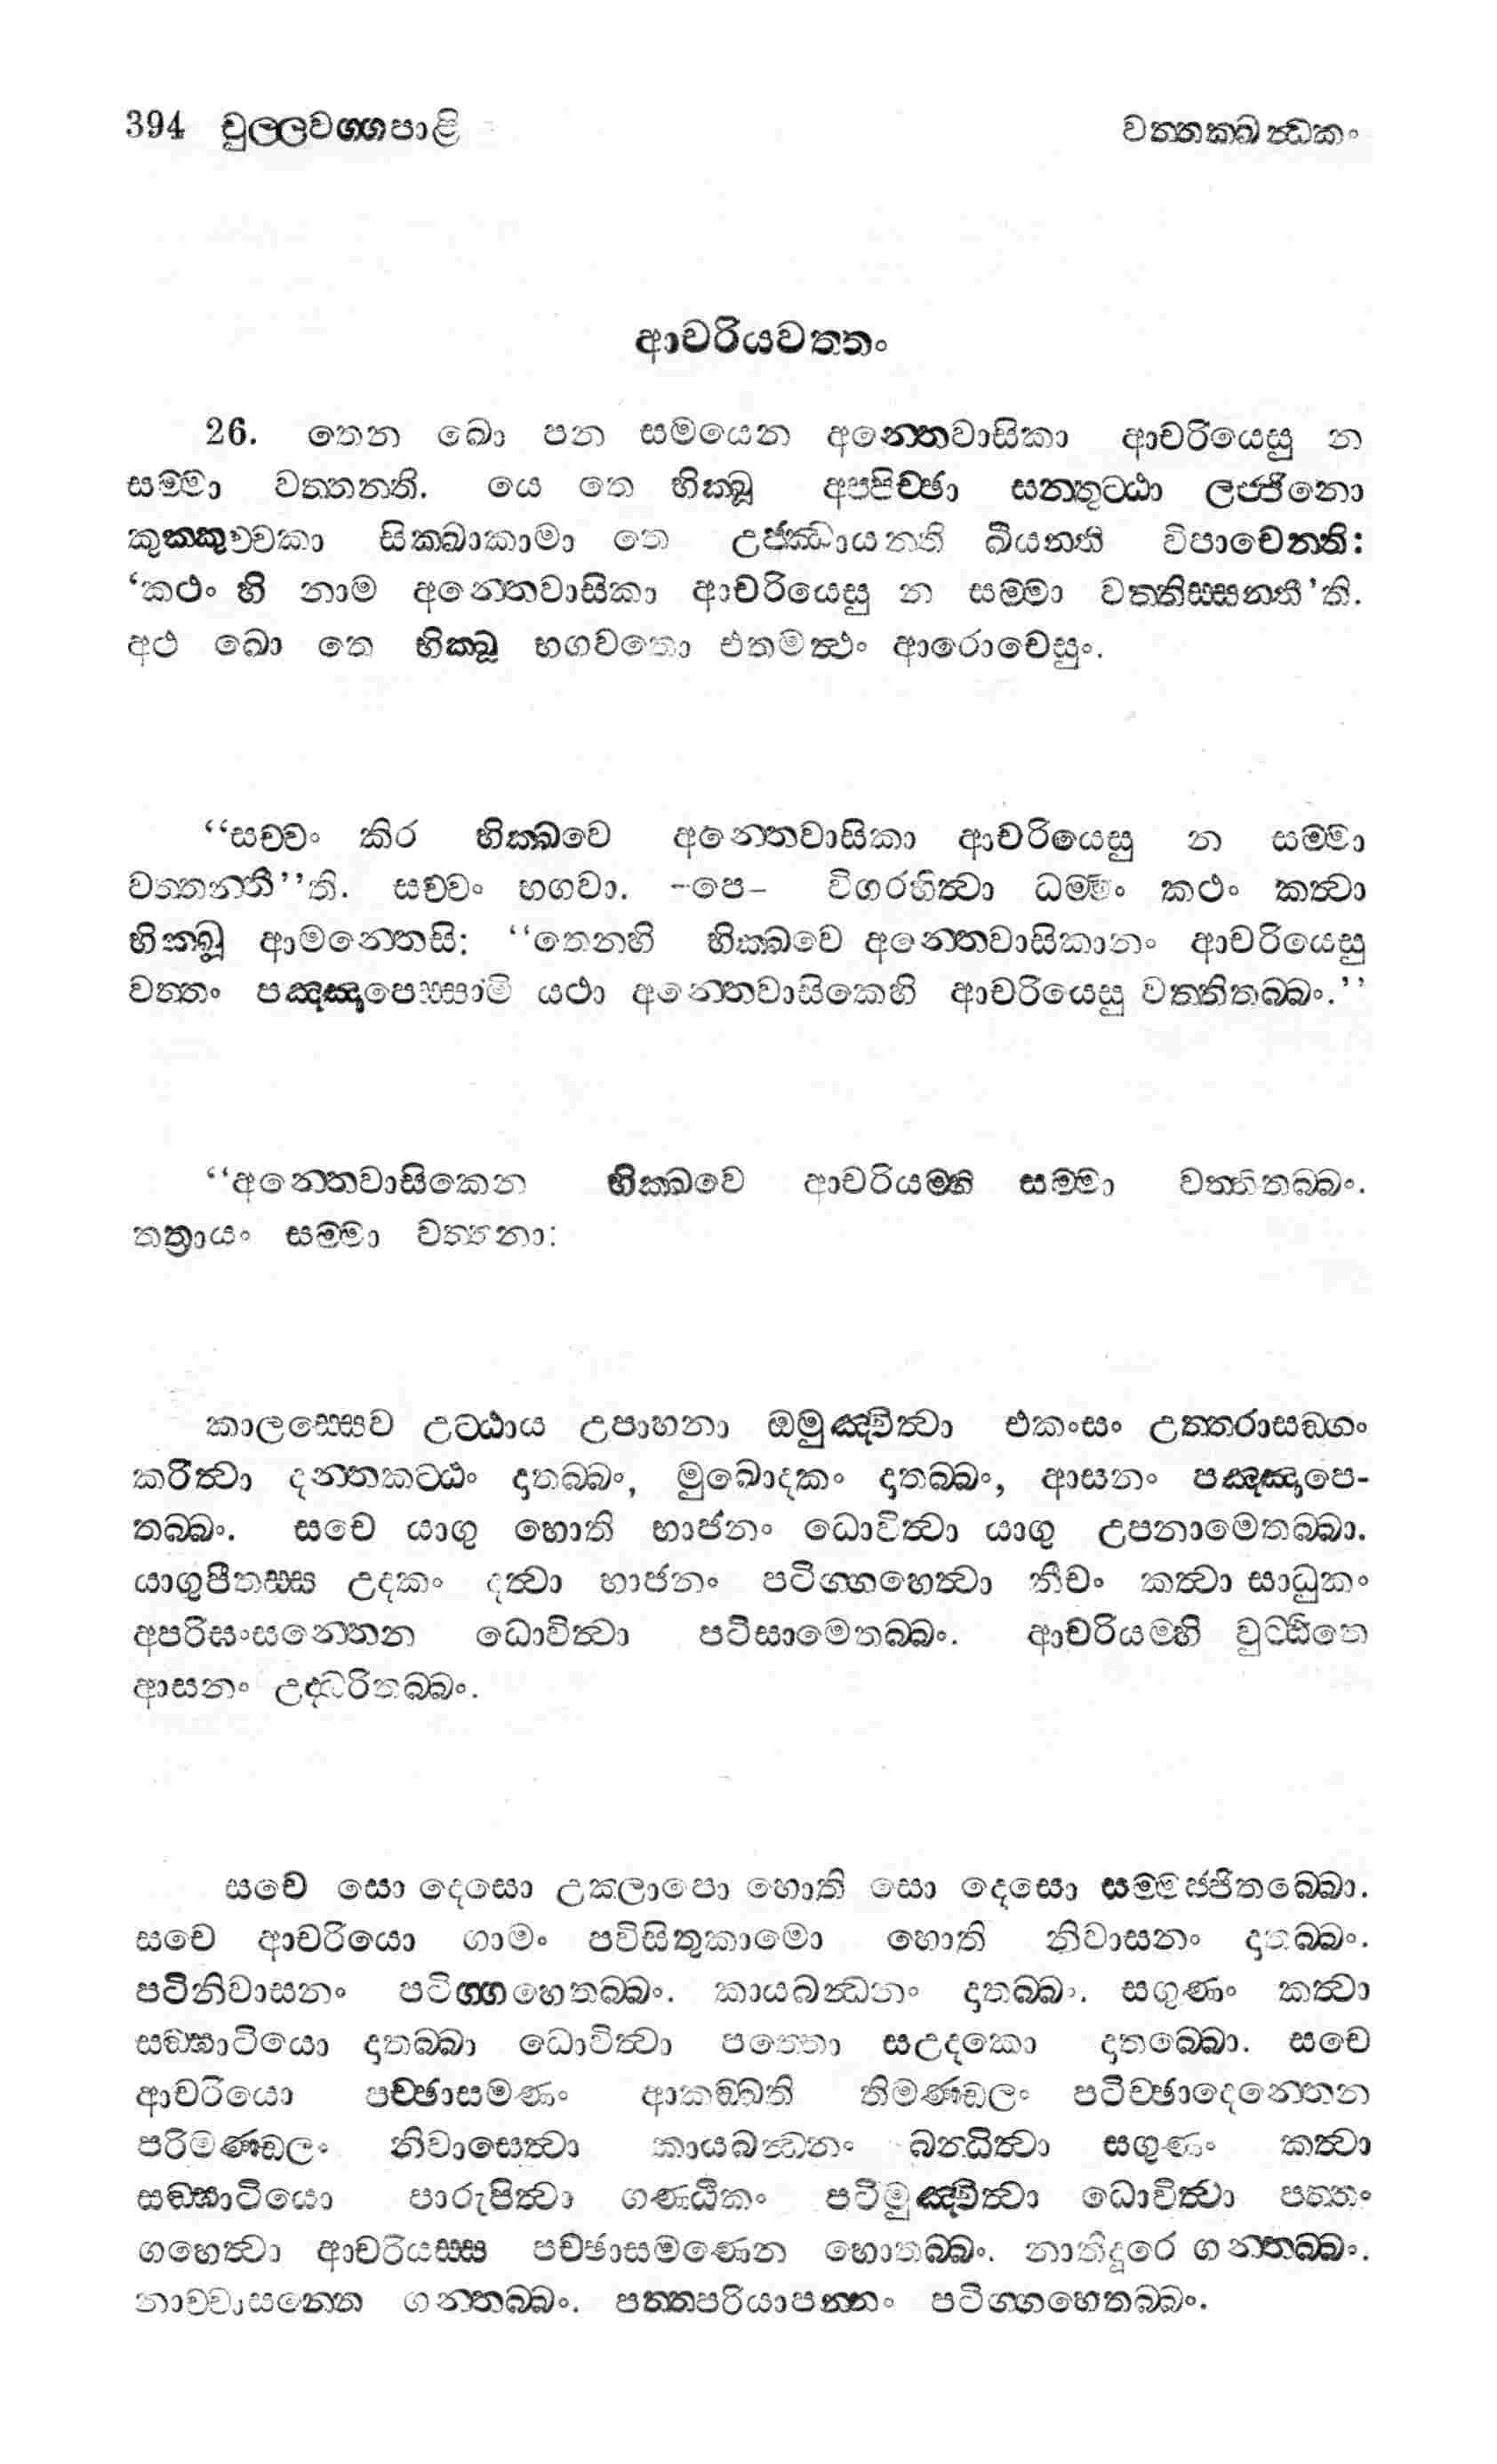 394 චුල්ලවග්ගපාළි වත්තක්ඛන්ධකං
ආචරියවත්තං
26. තෙන ඛො පන සමයෙන අන්තෙවාසිකා ආචරියෙසු න
සම්මා වත්තන්ති. යෙ තෙ භික්ඛූ අප්පිච්ඡා සන්තුට්ඨා ලජ්ජිනො
කුක්කුච්චකා සික්ඛාකාමා තෙ උජ්ඣායන්ති ඛීයන්ති විපාචෙන්ති:
‘කථං හි නාම අන්තෙවාසිකා ආචරියෙසු න සම්මා වත්තිස්සන්තී’ති.
අථ ඛො තෙ භික්ඛූ භගවතො එතමත්ථං ආරොචෙසුං.
“සච්චං කිර භික්ඛවෙ අන්තෙවාසිකා ආචරියෙසු න සම්මා
වත්තන්තී”ති. සච්චං භගවා. -පෙ- විගරහිත්වා ධම්මිං කථං කත්වා
භික්ඛූ ආමන්තෙසි: “තෙනහි භික්ඛවෙ අන්තෙවාසිකානං ආචරියෙසු
වත්තං පඤ්ඤපෙස්සාමි යථා අන්තෙවාසිකෙහි ආචරියෙසු වත්තිතබ්බං.”
“අන්තෙවාසිකෙන භික්ඛවෙ ආචරියම්හි සම්මා වත්තිතබ්බං.
තත්‍රායං සම්මා වත්තනා:
කාලස්සෙව උට්ඨාය උපාහනා ඔමුඤ්චිත්වා එකංසං උත්තරාසඞ්ගං
කරිත්වා දන්තකට්ඨං දාතබ්බං, මුඛොදකං දාතබ්බං, ආසනං පඤ්ඤපෙ-
තබ්බං. සචෙ යාගු හොති භාජනං ධොවිත්වා යාගු උපනාමෙතබ්බා.
යාගුපීතස්ස උදකං දත්වා භාජනං පටිග්ගහෙත්වා නීචං කත්වා සාධුකං
අපරිඝංසන්තෙන ධොවිත්වා පටිසාමෙතබ්බං. ආචරියම්හි වුට්ඨිතෙ
ආසනං උද්ධරිතබ්බං.
සචෙ සො දෙසො උක්ලාපො හොති සො දෙසො සම්මජ්ජිතබ්බො.
සචෙ ආචරියො ගාමං පවිසිතුකාමො හොති නිවාසනං දාතබ්බං.
පටිනිවාසනං පටිග්ගහෙතබ්බං. කායබන්ධනං දාතබ්බං. සගුණං කත්වා
සඞ්ඝාටියො දාතබ්බා ධොවිත්වා පත්තො සඋදකො දාතබ්බො. සචෙ
ආචරියො පච්ඡාසමණං ආකඞ්ඛති තිමණ්ඩලං පටිච්ඡාදෙන්තෙන
පරිමණ්ඩලං නිවාසෙත්වා කායබන්ධනං බන්ධිත්වා සගුණං කත්වා
සඞ්ඝාටියො පාරුපිත්වා ගණ්ඨිකං පටිමුඤ්චිත්වා ධොවිත්වා පත්තං
ගහෙත්වා ආචරියස්ස පච්ඡාසමණෙන හොතබ්බං. නාතිදූරෙ ගන්තබ්බං.
නාච්චාසන්නෙ ගන්තබ්බං. පත්තපරියාපන්නං පටිග්ගහෙතබ්බං.